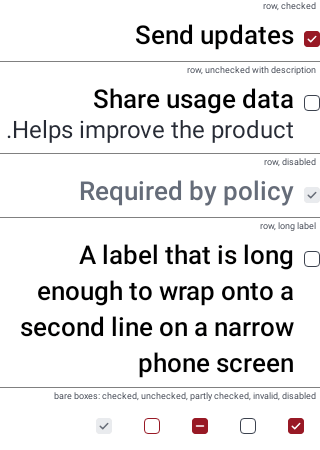 row, checked
Send updates
row, unchecked with description
Share usage data
.Helps improve the product
row, disabled
Required by policy
row, long label
A label that is long
enough to wrap onto a
second line on a narrow
phone screen
bare boxes: checked, unchecked, partly checked, invalid, disabled